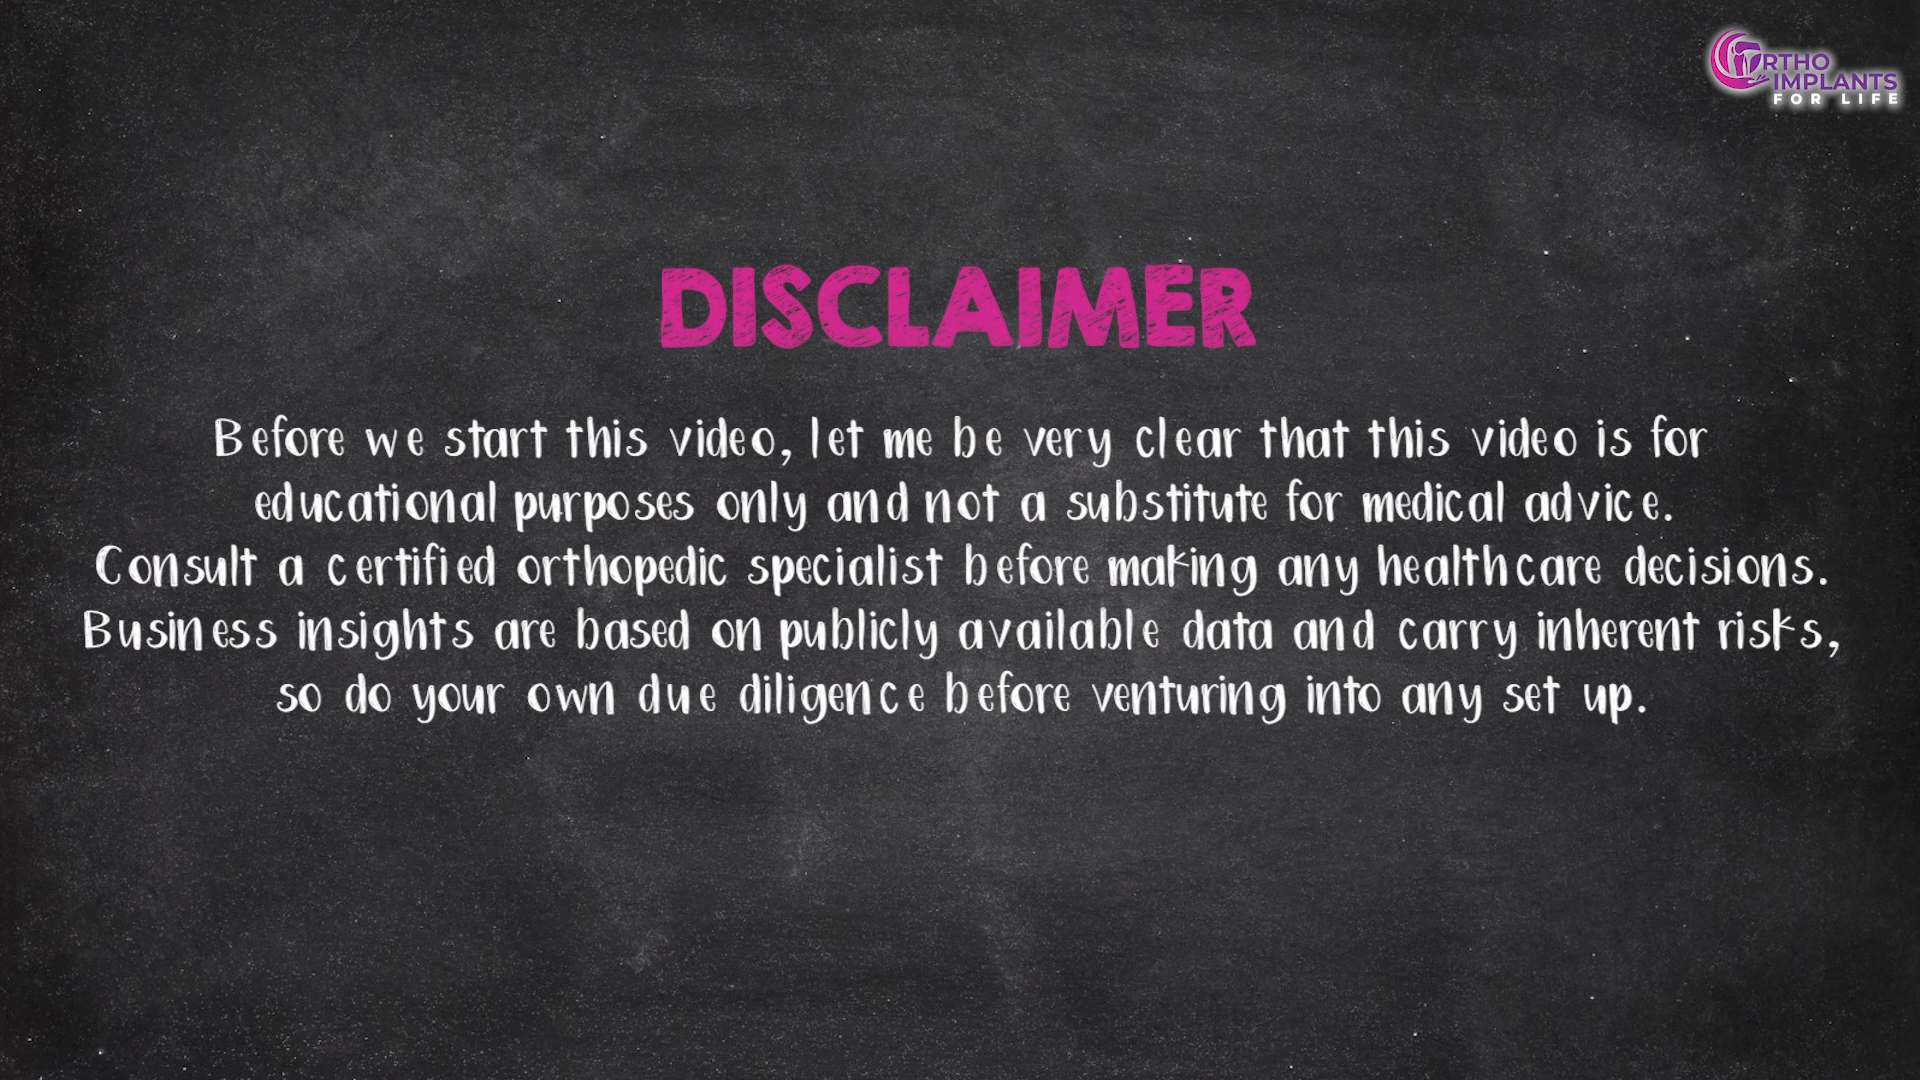 ORTHO
IMPLANTS
FOR LIFE
DISCLAIMER
Before we start this video, let me be very clear that this video is for
educational purposes only and not a substitute for medical advice.
Consult a certified orthopedic specialist before making any healthcare decisions.
Business insights are based on publicly available data and carry inherent risks,
so do your own due diligence before venturing into any set up.